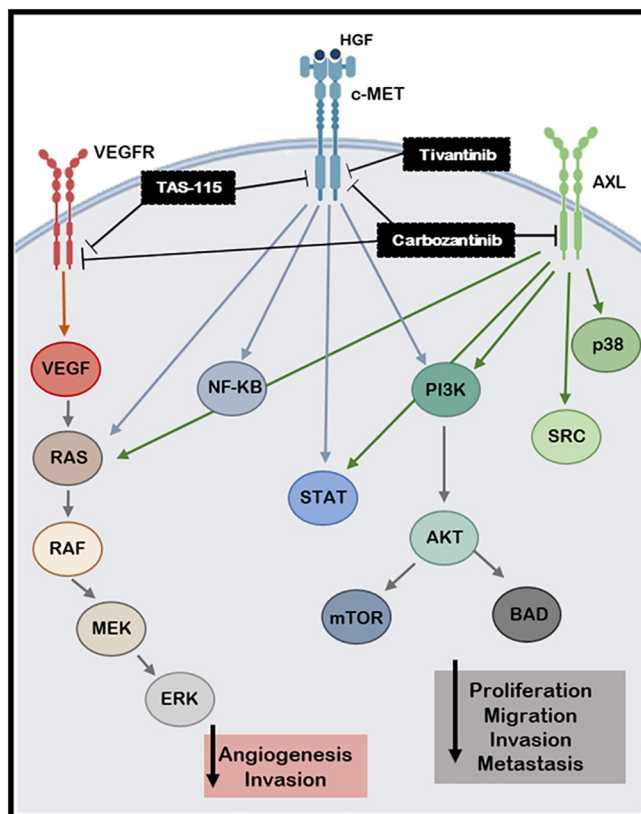 HGF
c-MET
VEGFR
Tivantinib
TAS-115
AXL
Carbozantinib
VEGF
NF-KB
PI3K
p38
RAS
SRC
STAT
RAF
AKT
MEK
mTOR
BAD
ERK
Proliferation
Migration
Invasion
Metastasis
Angiogenesis
Invasion